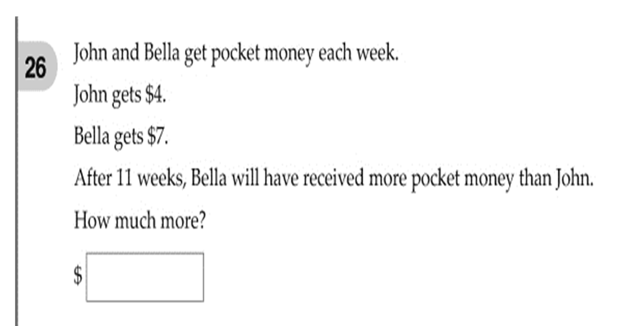 26
John and Bella get pocket money each week.
John gets $4.
Bella gets $7.
After 11 weeks, Bella will have received more pocket money than John.
How much more?
$